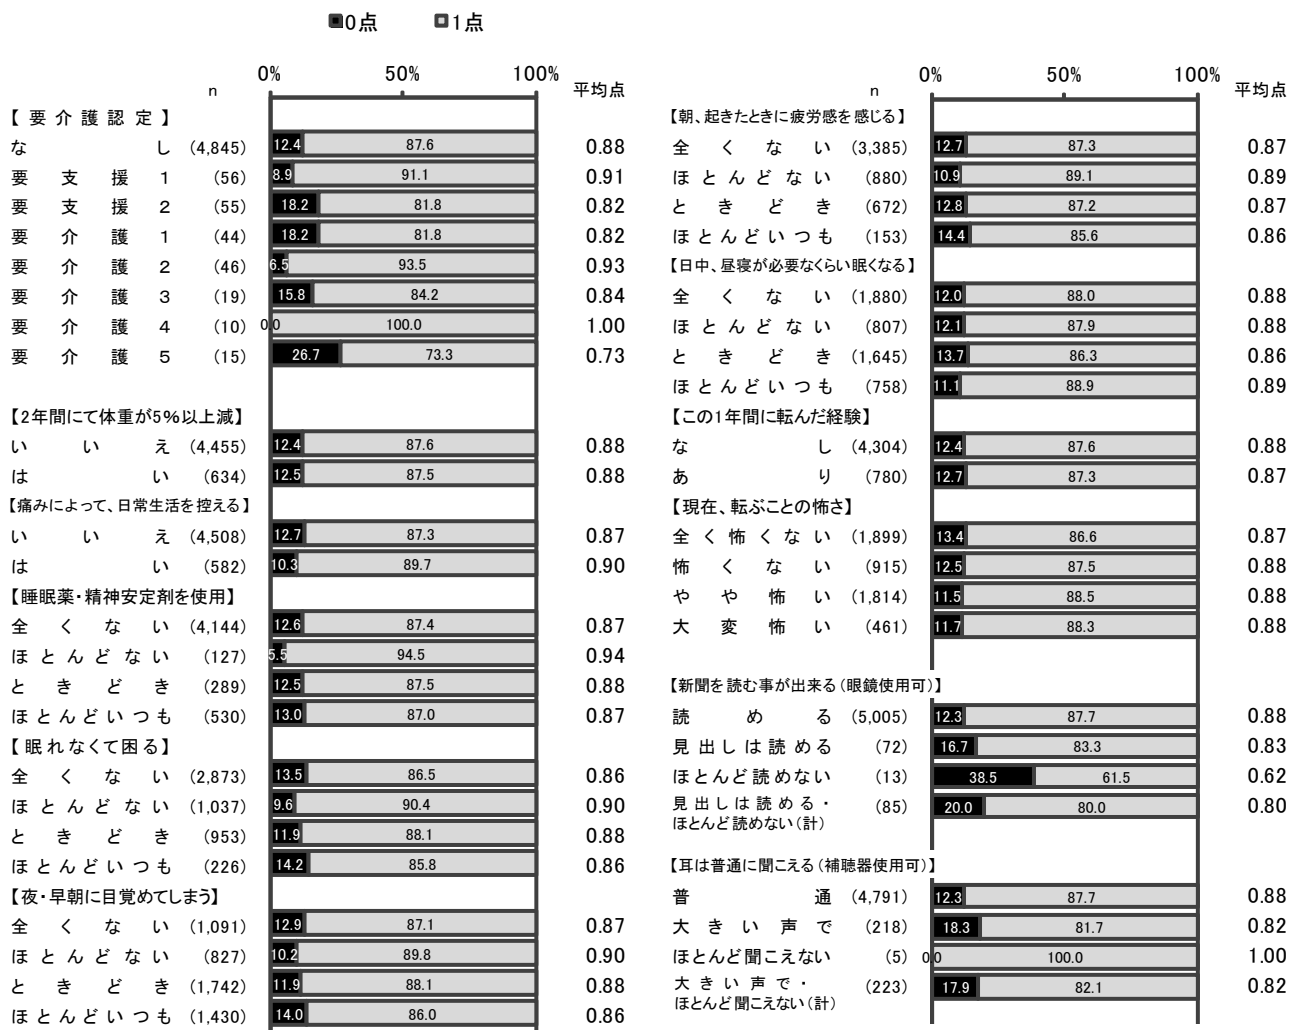 ■0点 □1点
0% 50% 100%
n 平均点
【要介護認定】
なし (4,845) 12.4 87.6 0.88
要支援1 (56) 8.9 91.1 0.91
要支援2 (55) 18.2 81.8 0.82
要介護1 (44) 18.2 81.8 0.82
要介護2 (46) 6.5 93.5 0.93
要介護3 (19) 15.8 84.2 0.84
要介護4 (10) 0.0 100.0 1.00
要介護5 (15) 26.7 73.3 0.73
【2年間にて体重が5%以上減】
いいえ (4,455) 12.4 87.6 0.88
はい (634) 12.5 87.5 0.88
【痛みによって、日常生活を控える】
いいえ (4,508) 12.7 87.3 0.87
はい (582) 10.3 89.7 0.90
【睡眠薬・精神安定剤を使用】
全くない (4,144) 12.6 87.4 0.87
ほとんどない (127) 5.5 94.5 0.94
ときどき (289) 12.5 87.5 0.88
ほとんどいつも (530) 13.0 87.0 0.87
【眠れなくて困る】
全くない (2,873) 13.5 86.5 0.86
ほとんどない (1,037) 9.6 90.4 0.90
ときどき (953) 11.9 88.1 0.88
ほとんどいつも (226) 14.2 85.8 0.86
【夜・早朝に目覚めてしまう】
全くない (1,091) 12.9 87.1 0.87
ほとんどない (827) 10.2 89.8 0.90
ときどき (1,742) 11.9 88.1 0.88
ほとんどいつも (1,430) 14.0 86.0 0.86
0% 50% 100%
n 平均点
【朝、起きたときに疲労感を感じる】
全くない (3,385) 12.7 87.3 0.87
ほとんどない (880) 10.9 89.1 0.89
ときどき (672) 12.8 87.2 0.87
ほとんどいつも (153) 14.4 85.6 0.86
【日中、昼寝が必要なくらい眠くなる】
全くない (1,880) 12.0 88.0 0.88
ほとんどない (807) 12.1 87.9 0.88
ときどき (1,645) 13.7 86.3 0.86
ほとんどいつも (758) 11.1 88.9 0.89
【この1年間に転んだ経験】
なし (4,304) 12.4 87.6 0.88
あり (780) 12.7 87.3 0.87
【現在、転ぶことの怖さ】
全く怖くない (1,899) 13.4 86.6 0.87
怖くない (915) 12.5 87.5 0.88
やや怖い (1,814) 11.5 88.5 0.88
大変怖い (461) 11.7 88.3 0.88
【新聞を読む事が出来る(眼鏡使用可)】
読める (5,005) 12.3 87.7 0.88
見出しは読める (72) 16.7 83.3 0.83
ほとんど読めない (13) 38.5 61.5 0.62
見出しは読める・
ほとんど読めない(計) (85) 20.0 80.0 0.80
【耳は普通に聞こえる(補聴器使用可)】
普通 (4,791) 12.3 87.7 0.88
大きい声で (218) 18.3 81.7 0.82
ほとんど聞こえない (5) 0.0 100.0 1.00
大きい声で・
ほとんど聞こえない(計) (223) 17.9 82.1 0.82